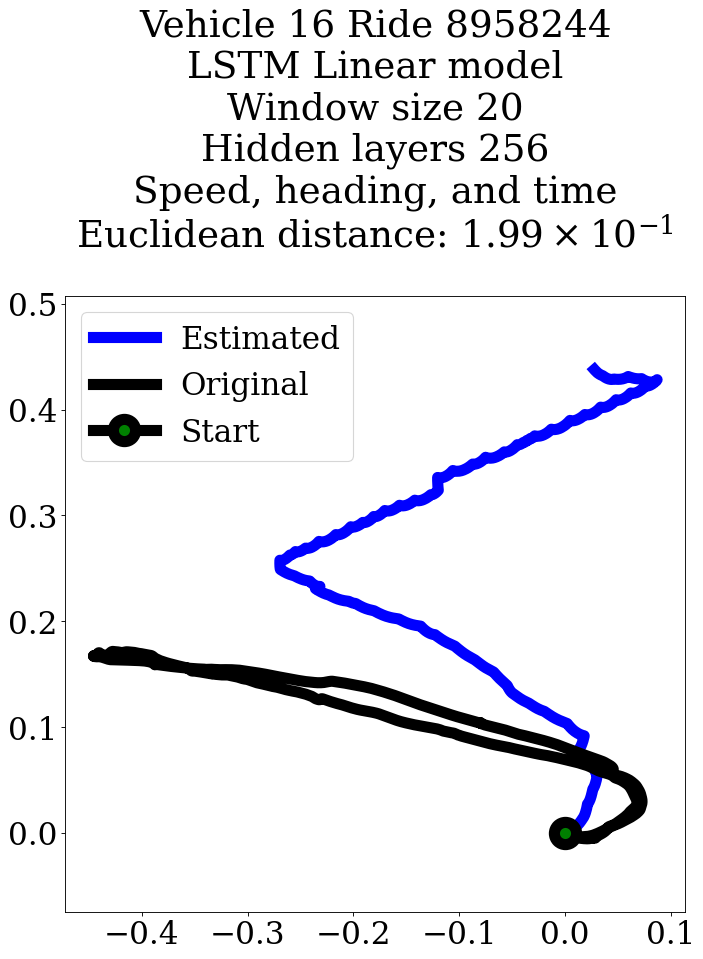 Vehicle 16 Ride 8958244
LSTM Linear model
Window size 20
Hidden layers 256
Speed, heading, and time
Euclidean distance: 1.99 × 10⁻¹
Estimated
Original
Start
0.5
0.4
0.3
0.2
0.1
0.0
−0.4 −0.3 −0.2 −0.1 0.0 0.1